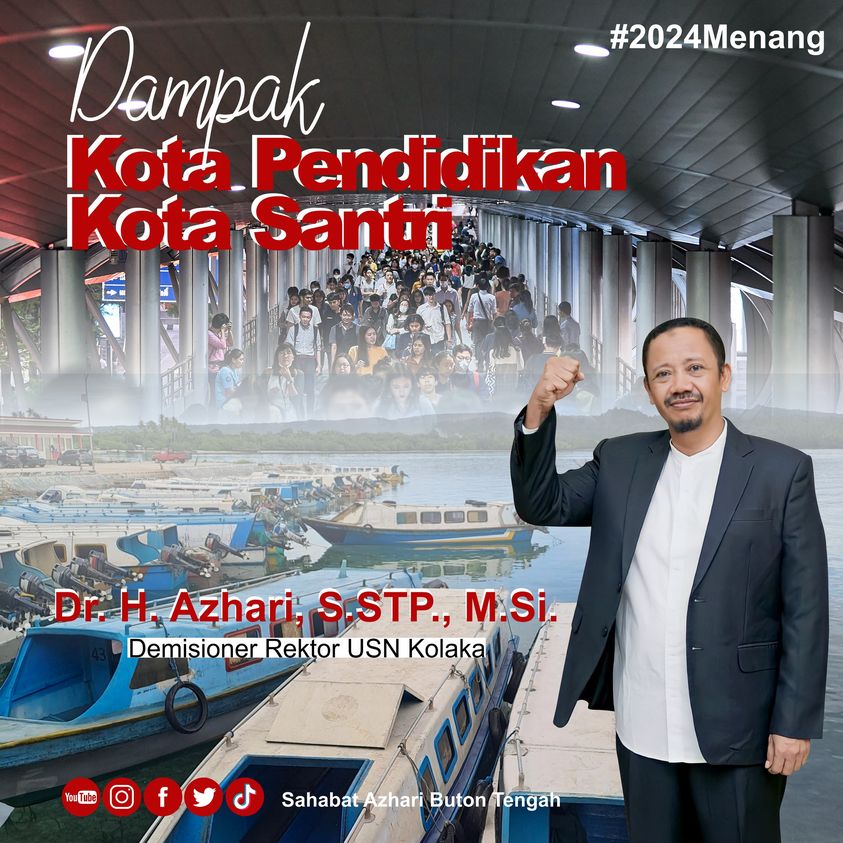 #2024Menang
Dampak
Kota Pendidikan
Kota Santri
Dr. H. Azhari, S.STP., M.Si.
Demisioner Rektor USN Kolaka
43
YouTube
Sahabat Azhari Buton Tengah